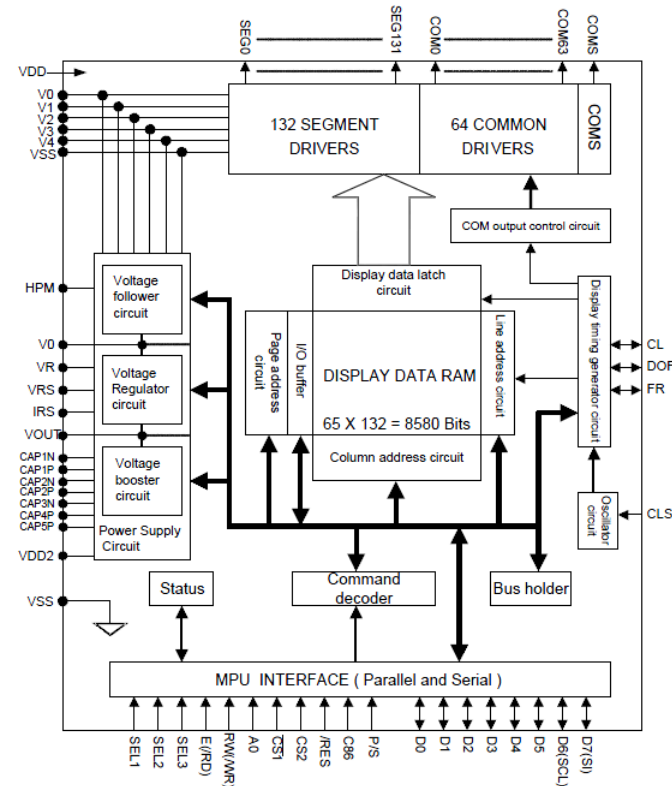 SEG0
SEG131
COM0
COM63
COMS
VDD
V0
V1
V2
V3
V4
VSS
132 SEGMENT
DRIVERS
64 COMMON
DRIVERS
COMS
COM output control circuit
HPM
V0
VR
VRS
IRS
VOUT
CAP1N
CAP1P
CAP2N
CAP2P
CAP3N
CAP4P
CAP5P
VDD2
VSS
Voltage
follower
circuit
Voltage
Regulator
circuit
Voltage
booster
circuit
Power Supply
Circuit
Display data latch
circuit
Page address
circuit
I/O buffer
DISPLAY DATA RAM
65 X 132 = 8580 Bits
Line address circuit
Column address circuit
Display timing generator circuit
CL
DOF
FR
Oscillator
circuit
CLS
Status
Command
decoder
Bus holder
MPU INTERFACE ( Parallel and Serial )
SEL1
SEL2
SEL3
E(/RD)
RW(/WR)
A0
CS1
CS2
/RES
C86
P/S
D0
D1
D2
D3
D4
D5
D6(SCL)
D7(SI)